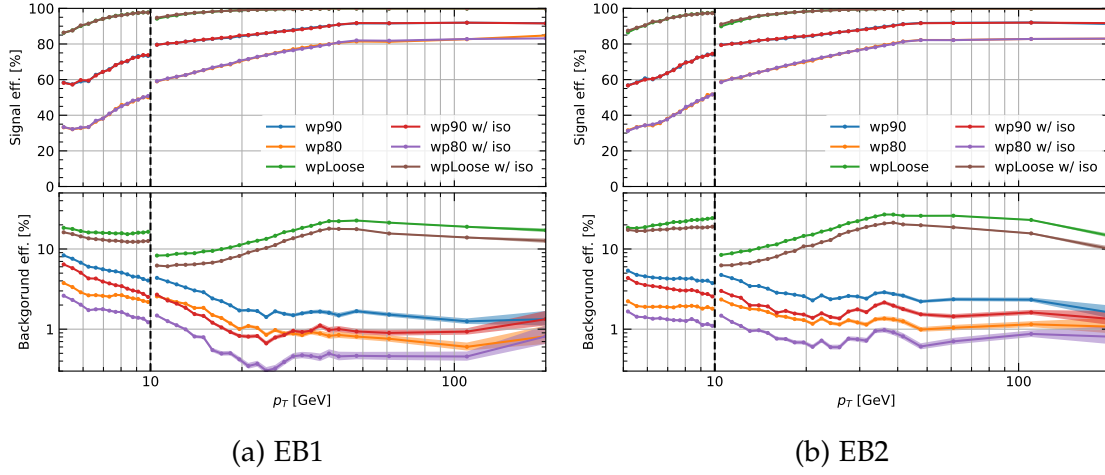 100
80
60
40
20
0
Signal eff. [%]
wp90
wp80
wpLoose
wp90 w/ iso
wp80 w/ iso
wpLoose w/ iso
10
1
Backgorund eff. [%]
10
100
p_T [GeV]
(a) EB1
100
80
60
40
20
0
Signal eff. [%]
wp90
wp80
wpLoose
wp90 w/ iso
wp80 w/ iso
wpLoose w/ iso
10
1
Backgorund eff. [%]
10
100
p_T [GeV]
(b) EB2